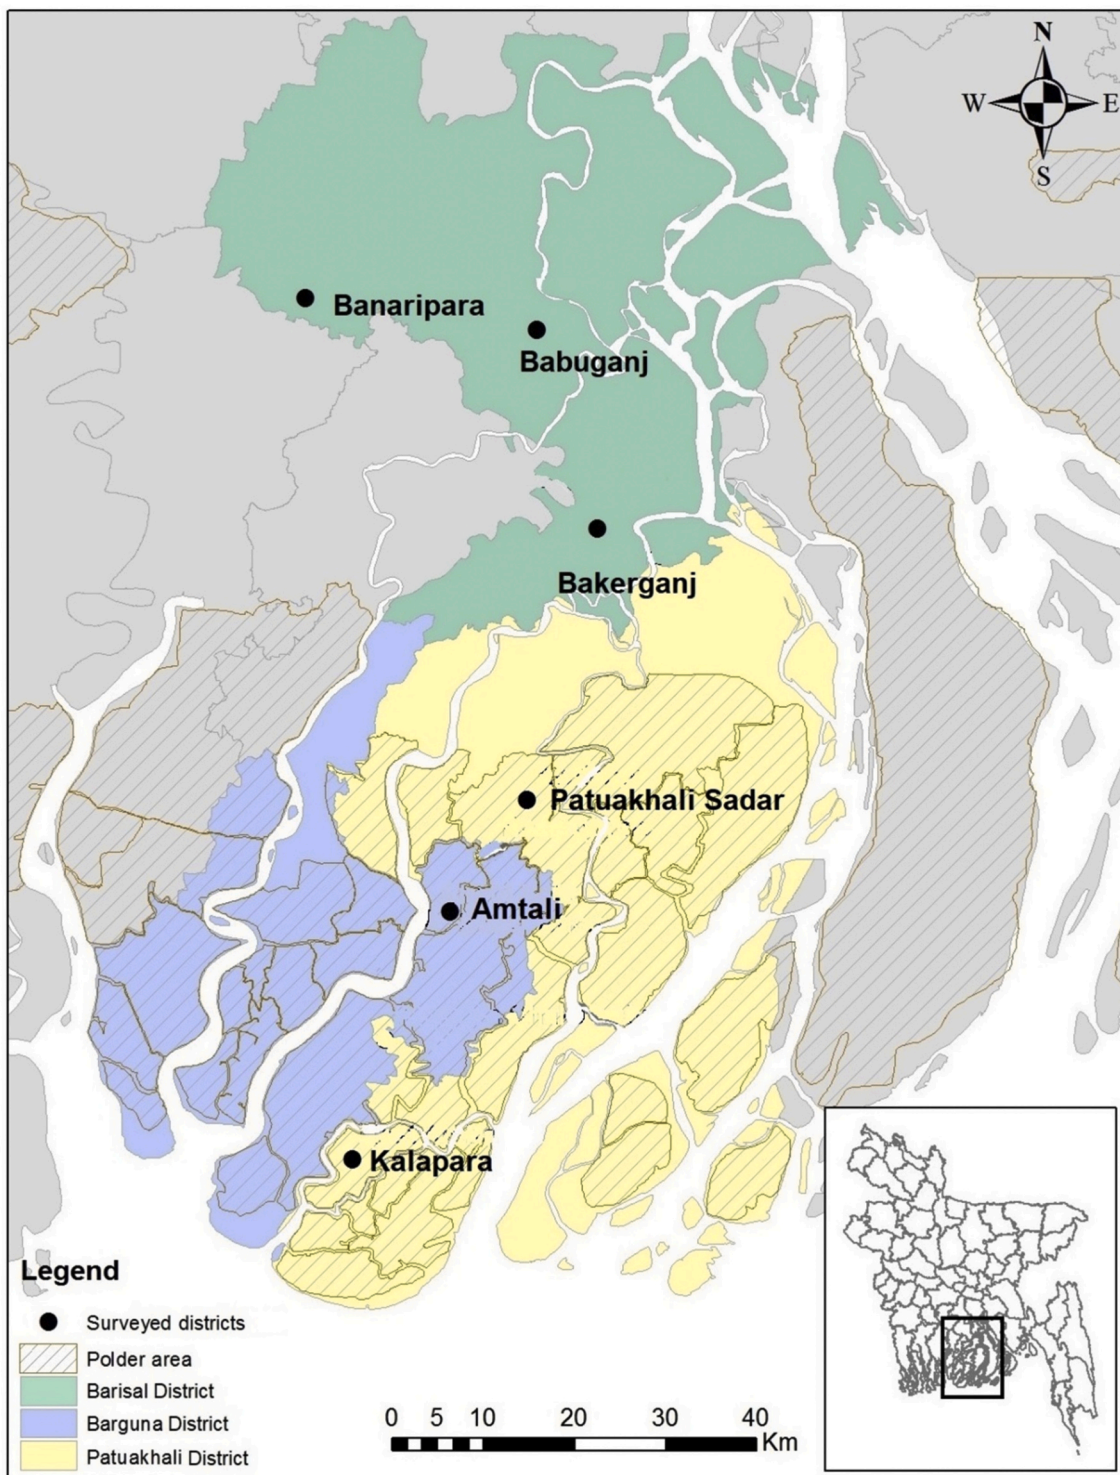 N
W E
S
Banaripara
Babuganj
Bakerganj
Patuakhali Sadar
Amtali
Kalapara
Legend
Surveyed districts
Polder area
Barisal District
Barguna District
Patuakhali District
0 5 10 20 30 40
Km